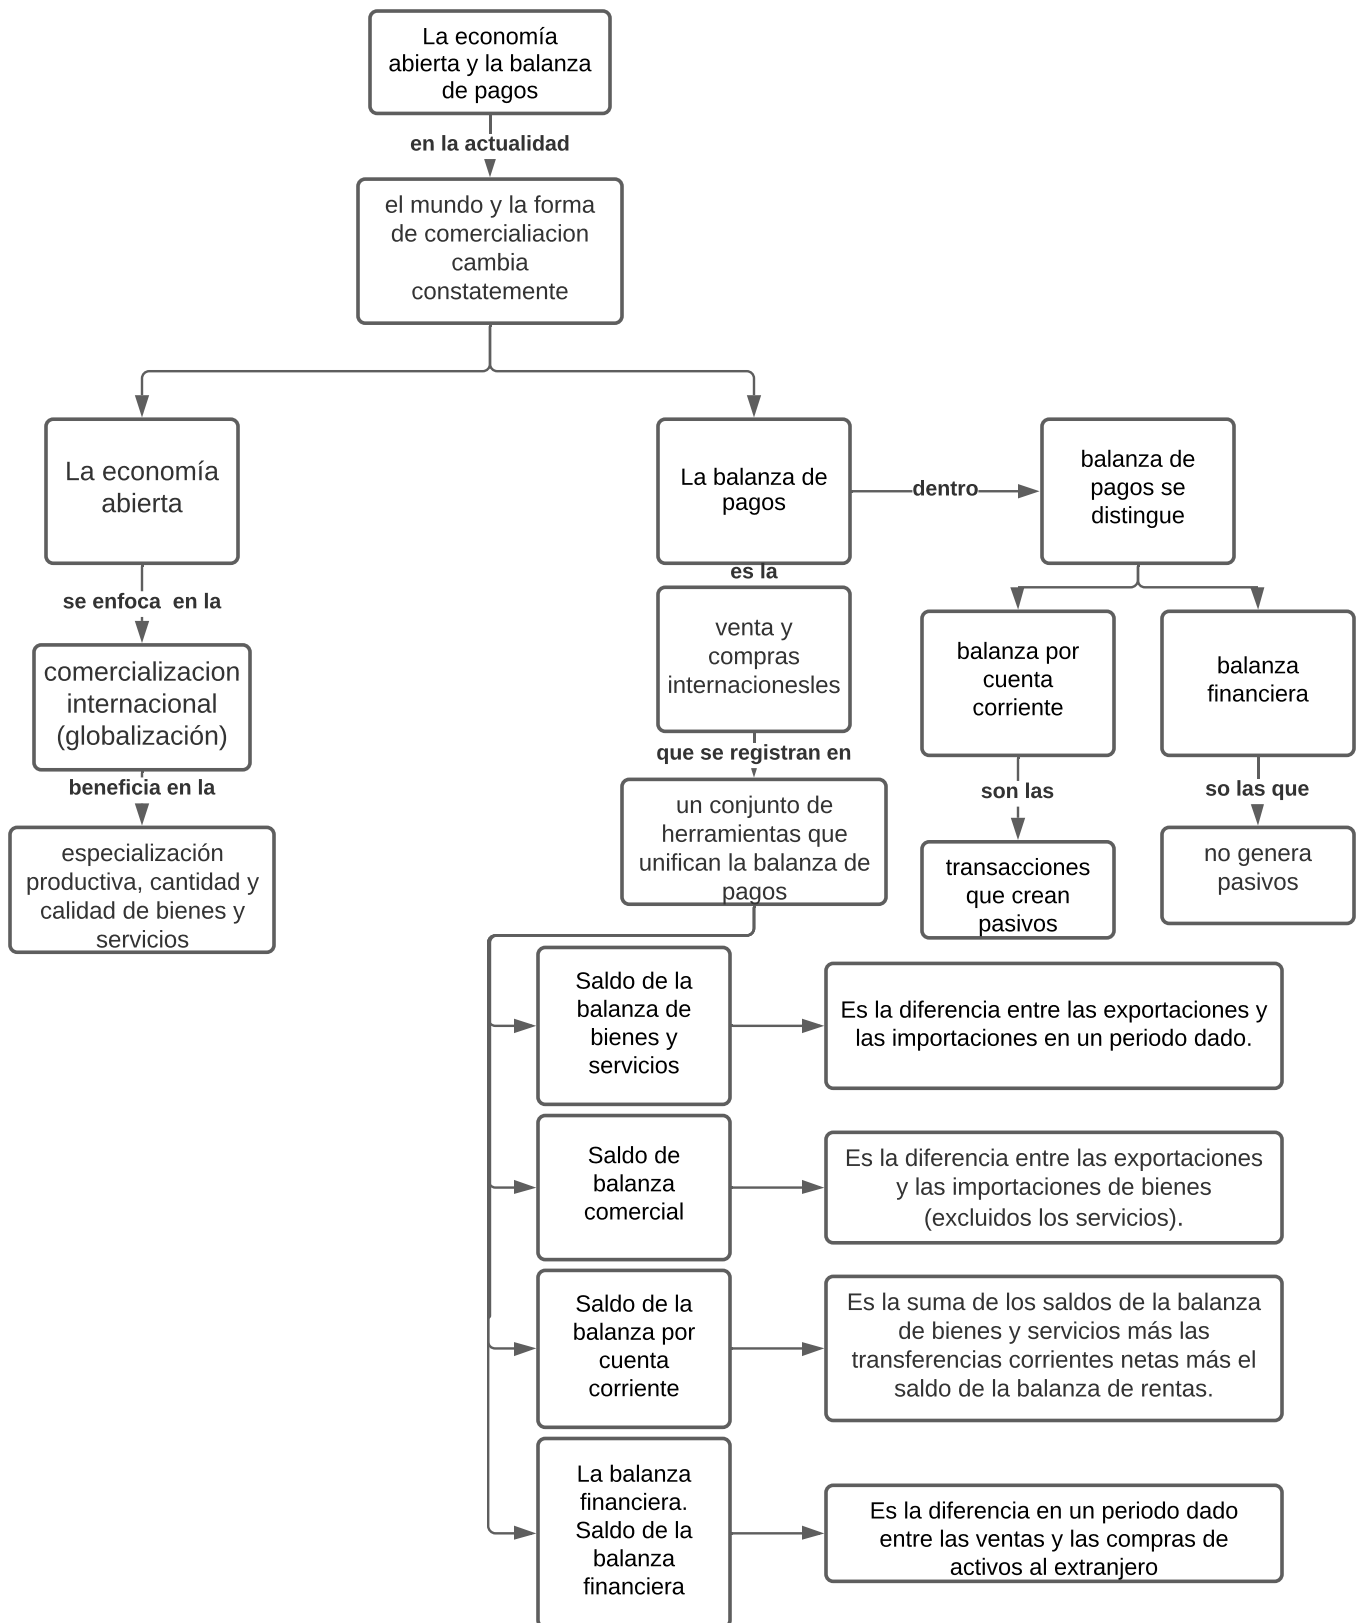 La economía
abierta y la balanza
de pagos
en la actualidad
el mundo y la forma
de comercialiacion
cambia
constatemente
La economía
abierta
se enfoca  en la
comercializacion
internacional
(globalización)
beneficia en la
especialización
productiva, cantidad y
calidad de bienes y
servicios
La balanza de
pagos
es la
venta y
compras
internacionesles
que se registran en
un conjunto de
herramientas que
unifican la balanza de
pagos
dentro
balanza de
pagos se
distingue
balanza por
cuenta
corriente
son las
transacciones
que crean
pasivos
balanza
financiera
so las que
no genera
pasivos
Saldo de la
balanza de
bienes y
servicios
Es la diferencia entre las exportaciones y
las importaciones en un periodo dado.
Saldo de
balanza
comercial
Es la diferencia entre las exportaciones
y las importaciones de bienes
(excluidos los servicios).
Saldo de la
balanza por
cuenta
corriente
Es la suma de los saldos de la balanza
de bienes y servicios más las
transferencias corrientes netas más el
saldo de la balanza de rentas.
La balanza
financiera.
Saldo de la
balanza
financiera
Es la diferencia en un periodo dado
entre las ventas y las compras de
activos al extranjero